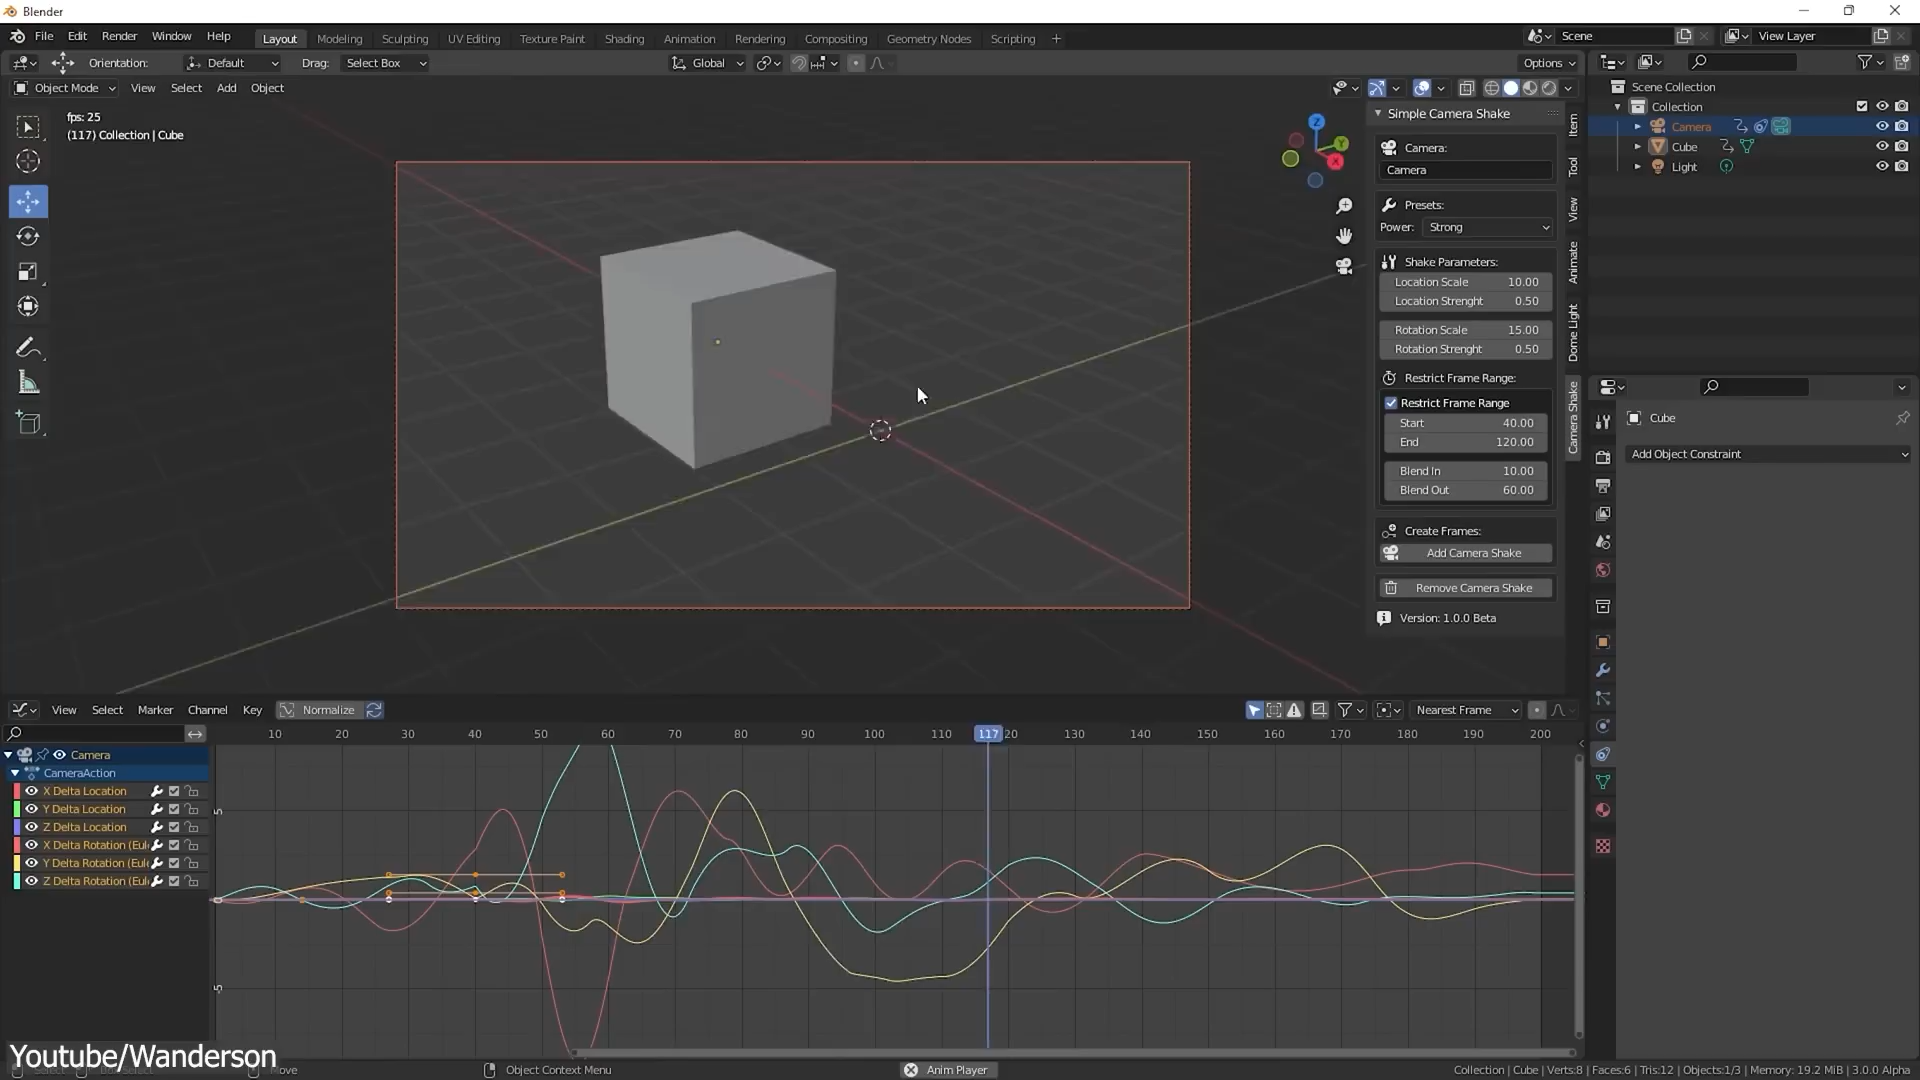 Blender
File Edit Render Window Help
Layout Modeling Sculpting UV Editing Texture Paint Shading Animation Rendering Compositing Geometry Nodes Scripting +
Scene
View Layer
Orientation: Default Drag: Select Box
Global
Options
Object Mode View Select Add Object
fps: 25
(117) Collection | Cube
Z
Y
X
Simple Camera Shake
Camera:
Camera
Presets:
Power: Strong
Shake Parameters:
Location Scale 10.00
Location Strenght 0.50
Rotation Scale 15.00
Rotation Strenght 0.50
Restrict Frame Range:
Restrict Frame Range
Start 40.00
End 120.00
Blend In 10.00
Blend Out 60.00
Create Frames:
Add Camera Shake
Remove Camera Shake
Version: 1.0.0 Beta
Item
Tool
View
Animate
Dome Light
Camera Shake
Scene Collection
Collection
Camera
Cube
Light
Cube
Add Object Constraint
View Select Marker Channel Key Normalize
Nearest Frame
10 20 30 40 50 60 70 80 90 100 110 117 20 130 140 150 160 170 180 190 200
Camera
CameraAction
X Delta Location
Y Delta Location
Z Delta Location
X Delta Rotation (Eul
Y Delta Rotation (Eul
Z Delta Rotation (Eul
5
-5
Youtube/Wanderson
Select Box Select Move Object Context Menu Anim Player
Collection | Cube | Verts:8 | Faces:6 | Tris:12 | Objects:1/3 | Memory: 19.2 MiB | 3.0.0 Alpha